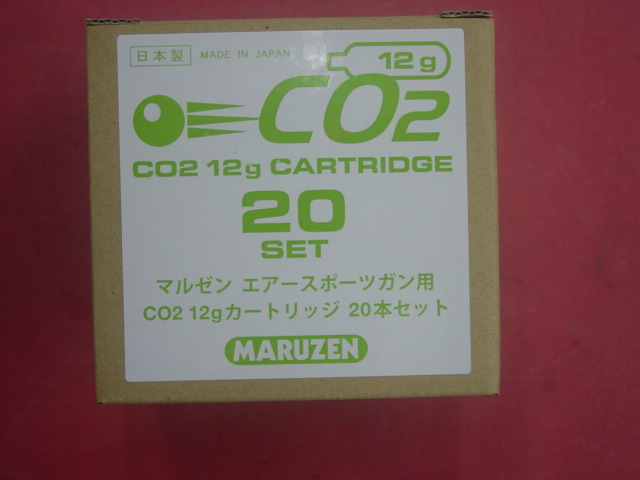 日本製 MADE IN JAPAN
12g
CO2
CO2 12g CARTRIDGE
20
SET
マルゼン エアースポーツガン用
CO2 12gカートリッジ 20本セット
MARUZEN